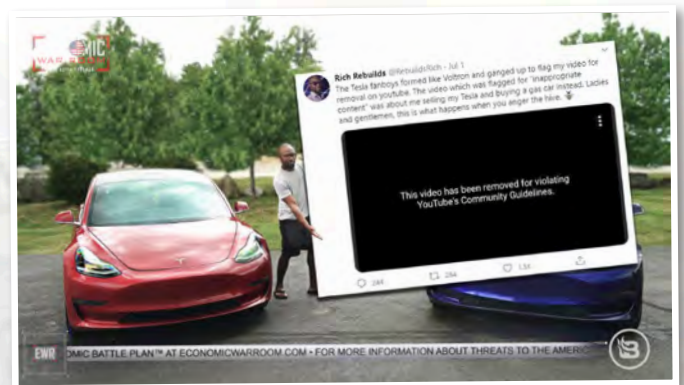 WAR ROOM
Rich Rebuilds @RebuildsRich · Jul 1
The Tesla fanboys formed like Voltron and ganged up to flag my video for
removal on youtube. The video which was flagged for "inappropriate
content" was about me selling my Tesla and buying a gas car instead. Ladies
and gentlemen, this is what happens when you anger the hive.
This video has been removed for violating
YouTube's Community Guidelines.
EWR
OMIC BATTLE PLAN™ AT ECONOMICWARROOM.COM • FOR MORE INFORMATION ABOUT THREATS TO THE AMERIC
B